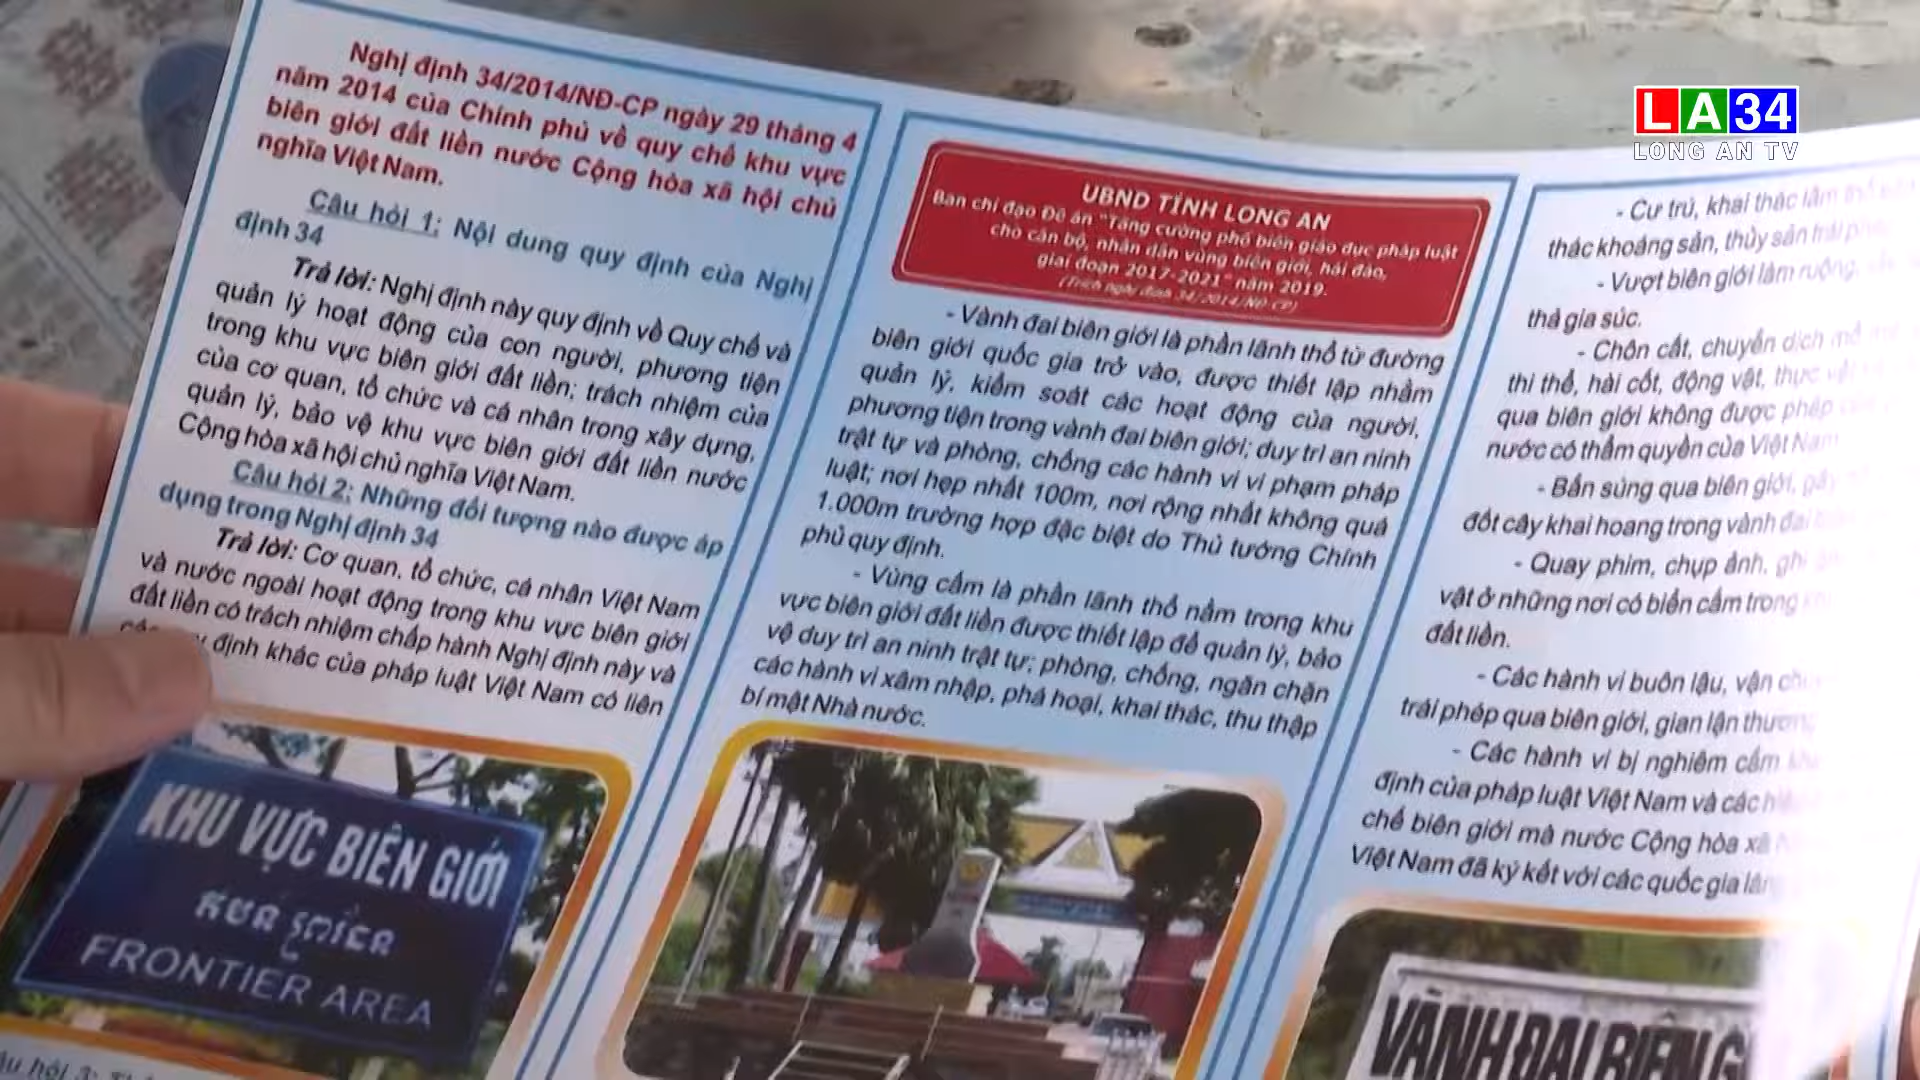 LA34
LONG AN TV
Nghị định 34/2014/NĐ-CP ngày 29 tháng 4
năm 2014 của Chính phủ về quy chế khu vực
biên giới đất liền nước Cộng hòa xã hội chủ
nghĩa Việt Nam.
Câu hỏi 1: Nội dung quy định của Nghị
định 34
Trả lời: Nghị định này quy định về Quy chế và
quản lý hoạt động của con người, phương tiện
trong khu vực biên giới đất liền; trách nhiệm của
của cơ quan, tổ chức và cá nhân trong xây dựng,
quản lý, bảo vệ khu vực biên giới đất liền nước
Cộng hòa xã hội chủ nghĩa Việt Nam.
Câu hỏi 2: Những đối tượng nào được áp
dụng trong Nghị định 34
Trả lời: Cơ quan, tổ chức, cá nhân Việt Nam
và nước ngoài hoạt động trong khu vực biên giới
đất liền có trách nhiệm chấp hành Nghị định này và
định khác của pháp luật Việt Nam có liên
KHU VỰC BIÊN GIỚI
FRONTIER AREA
hỏi 3:
UBND TỈNH LONG AN
Ban chỉ đạo Đề án "Tăng cường phổ biến giáo dục pháp luật
cho cán bộ, nhân dân vùng biên giới, hải đảo,
giai đoạn 2017-2021" năm 2019.
(Trích nghị định 34/2014/NĐ-CP)
- Vành đai biên giới là phần lãnh thổ từ đường
biên giới quốc gia trở vào, được thiết lập nhằm
quản lý, kiểm soát các hoạt động của người,
phương tiện trong vành đai biên giới; duy trì an ninh
trật tự và phòng, chống các hành vi vi phạm pháp
luật; nơi hẹp nhất 100m, nơi rộng nhất không quá
1.000m trường hợp đặc biệt do Thủ tướng Chính
phủ quy định.
- Vùng cấm là phần lãnh thổ nằm trong khu
vực biên giới đất liền được thiết lập để quản lý, bảo
vệ duy trì an ninh trật tự; phòng, chống, ngăn chặn
các hành vi xâm nhập, phá hoại, khai thác, thu thập
bí mật Nhà nước.
- Cư trú, khai thác lâm thổ
thác khoáng sản, thủy sản trái
- Vượt biên giới làm ruộng,
thả gia súc.
- Chôn cất, chuyển dịch mồ
thi thể, hài cốt, động vật, thực
qua biên giới không được phép
nước có thẩm quyền của Việt Nam
- Bắn súng qua biên giới,
đốt cây khai hoang trong vành đai
- Quay phim, chụp ảnh, ghi
vật ở những nơi có biển cấm trong
đất liền.
- Các hành vi buôn lậu, vận
trái phép qua biên giới, gian lận thương
- Các hành vi bị nghiêm cấm
định của pháp luật Việt Nam và các
chế biên giới mà nước Cộng hòa xã
Việt Nam đã ký kết với các quốc gia
VÀNH ĐAI BIÊN